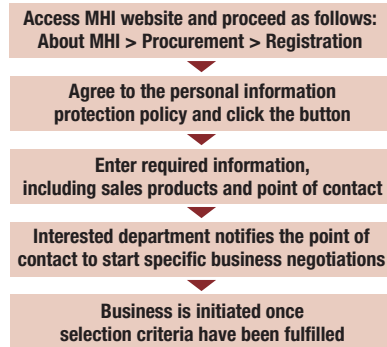 Access MHI website and proceed as follows:
About MHI > Procurement > Registration
Agree to the personal information
protection policy and click the button
Enter required information,
including sales products and point of contact
Interested department notifies the point of
contact to start specific business negotiations
Business is initiated once
selection criteria have been fulfilled